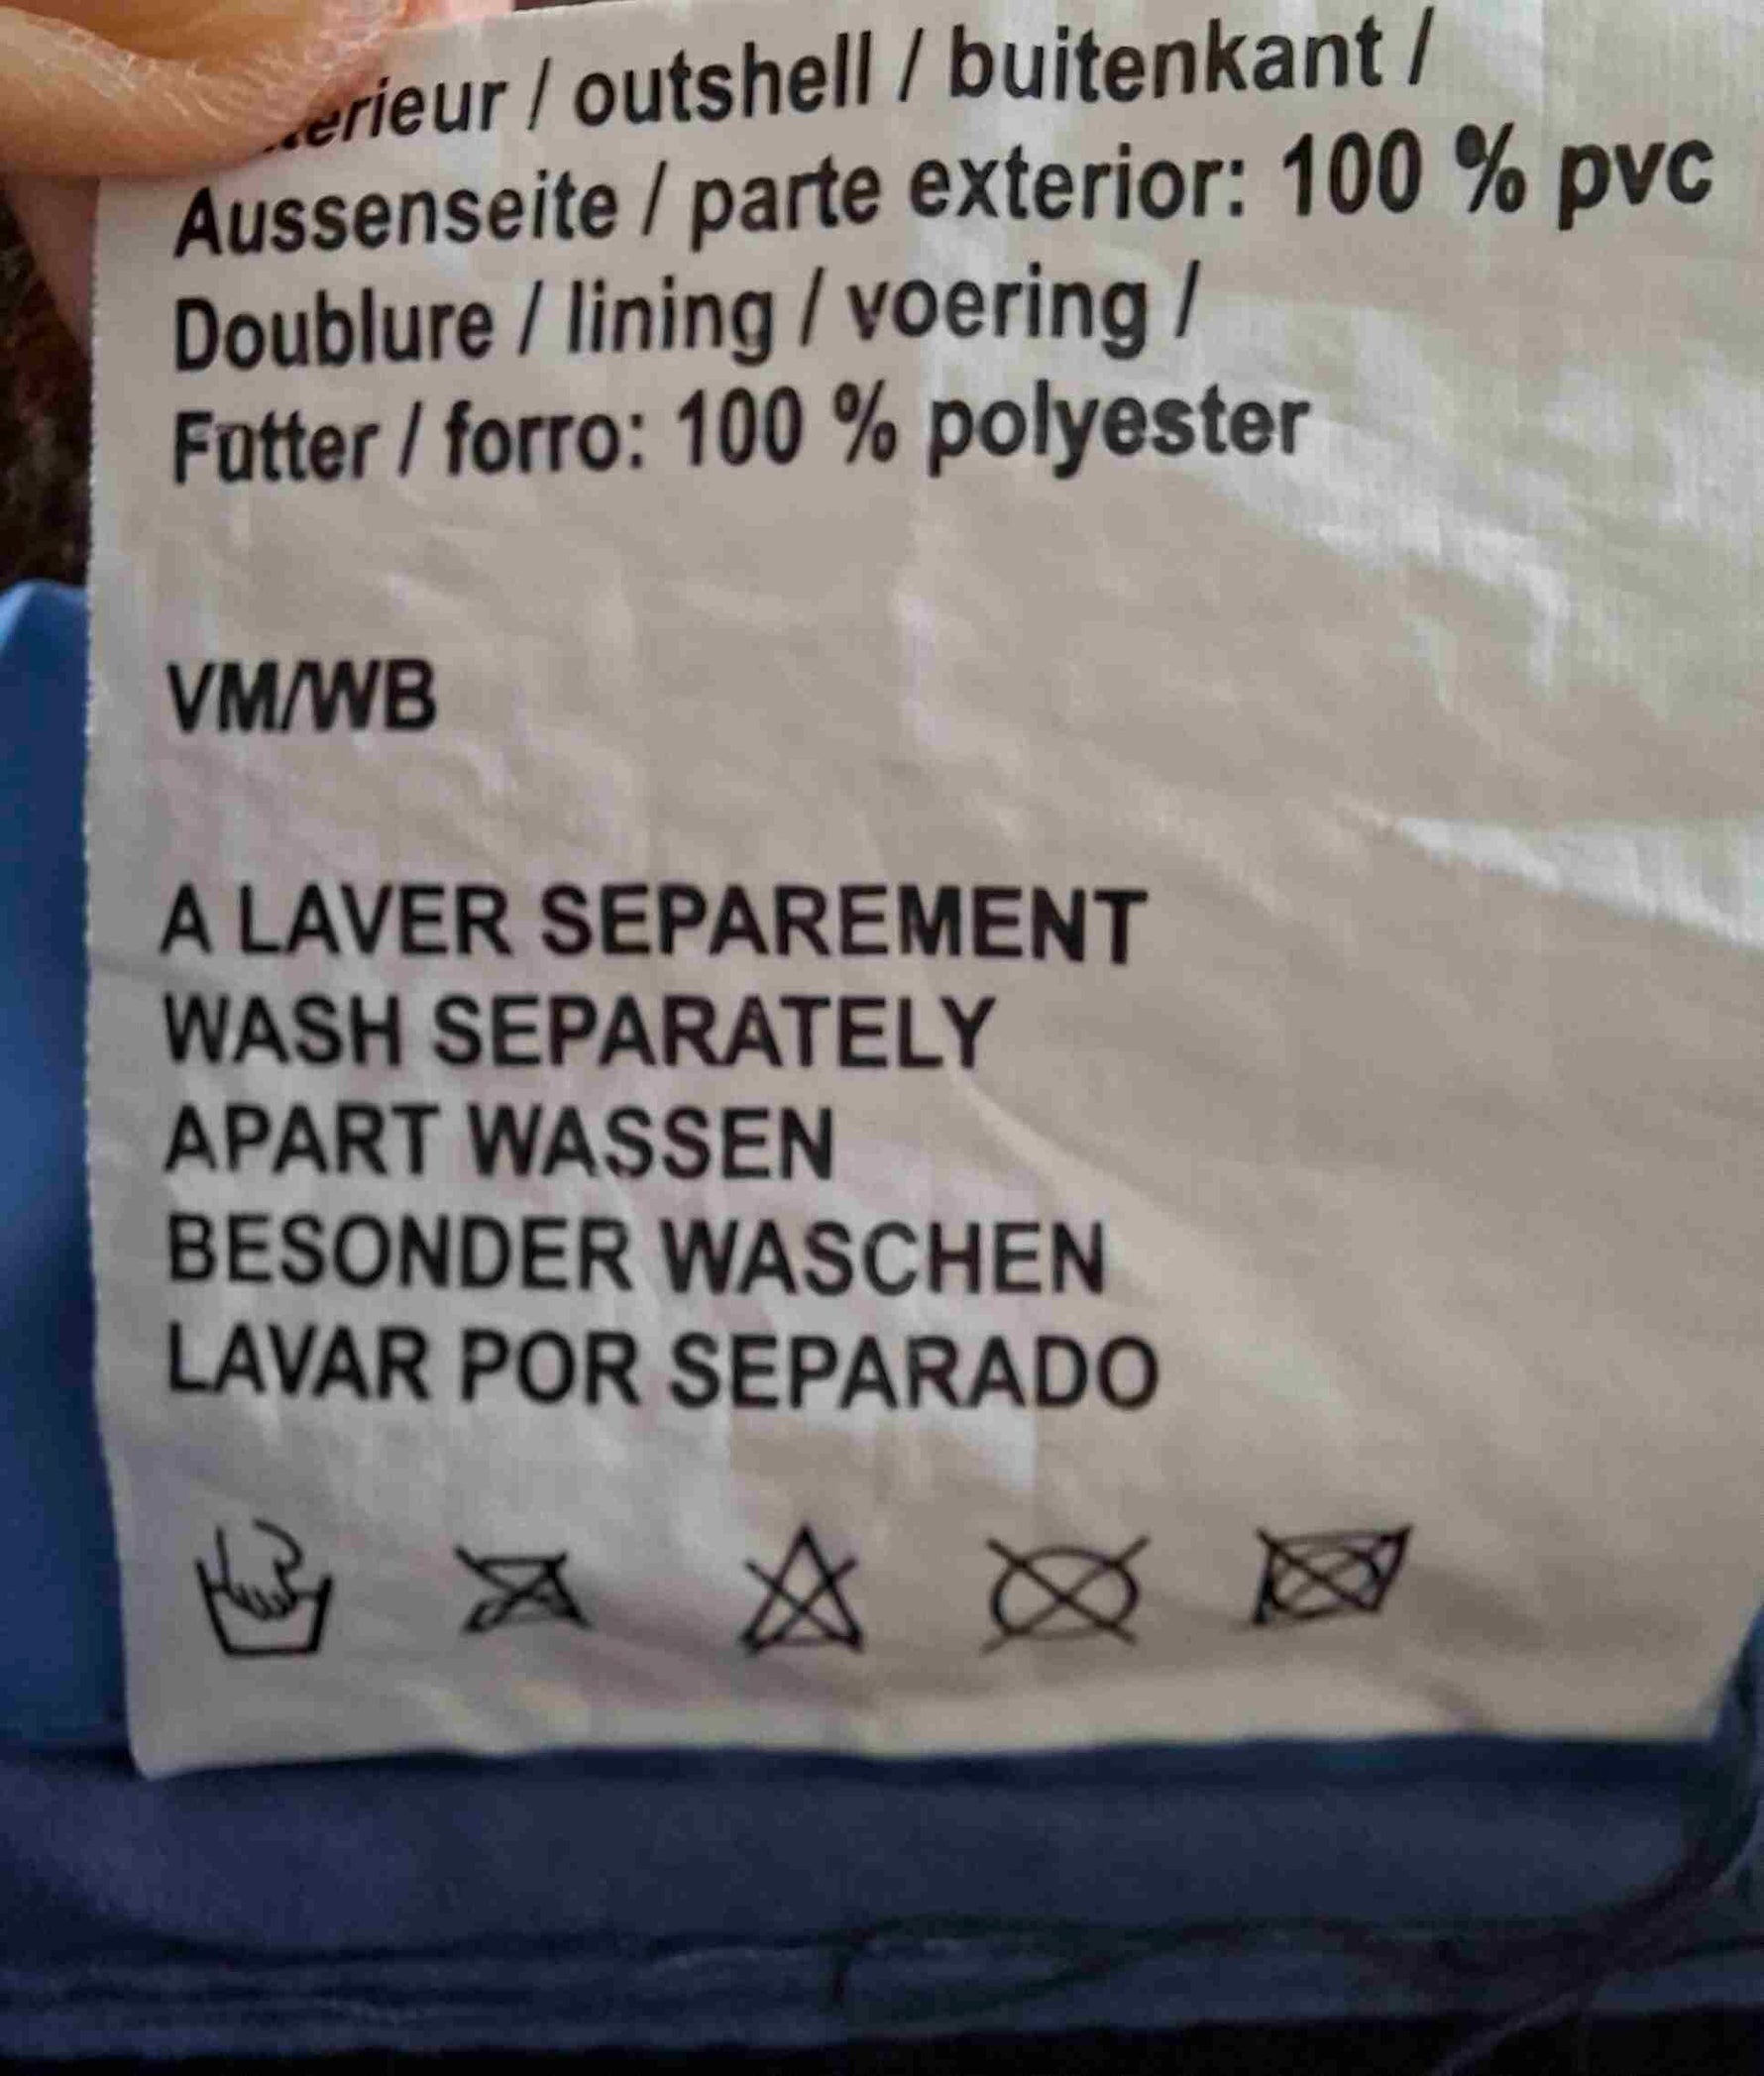 / outshell / buitenkant /
Aussenseite / parte exterior: 100 % pvc
Doublure / lining / voering /
Futter / forro: 100 % polyester
VM/WB
A LAVER SEPAREMENT
WASH SEPARATELY
APART WASSEN
BESONDER WASCHEN
LAVAR POR SEPARADO